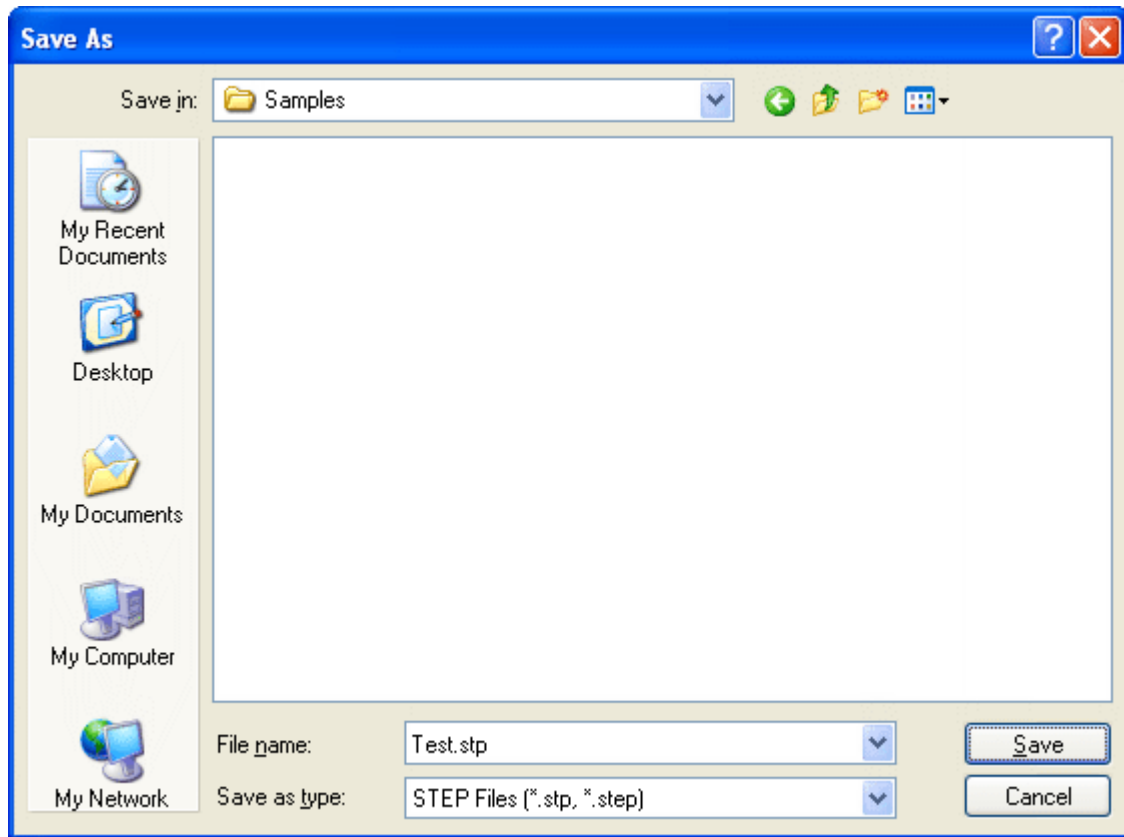 Save As
Save in: Samples
My Recent
Documents
Desktop
My Documents
My Computer
My Network
File name: Test.stp Save
Save as type: STEP Files (*.stp, *.step) Cancel